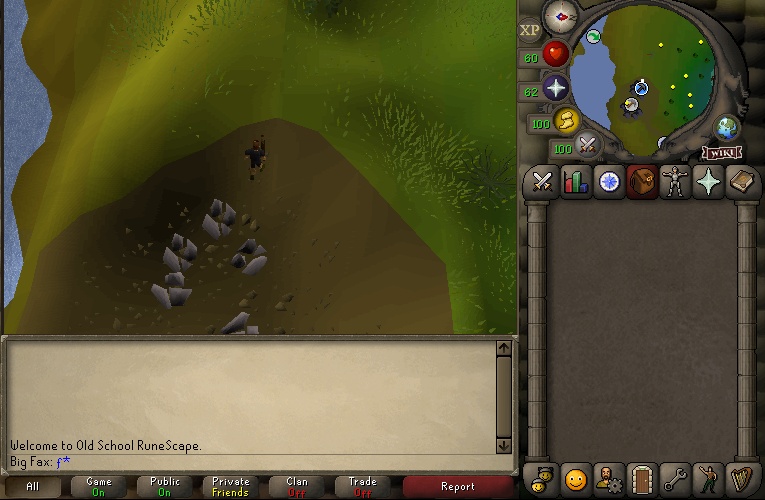 XP
60
62
100
100
WIKI
Welcome to Old School RuneScape.
Big Fax: f*
All
Game
On
Public
On
Private
Friends
Clan
Off
Trade
Off
Report